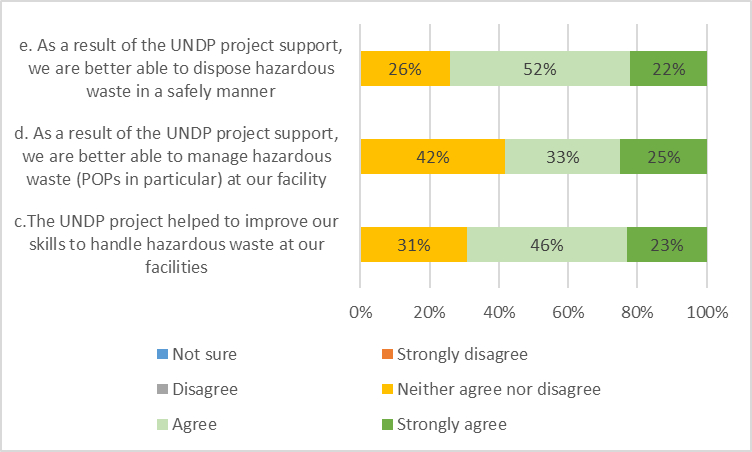 e. As a result of the UNDP project support,
we are better able to dispose hazardous
waste in a safely manner
26% 52% 22%
d. As a result of the UNDP project support,
we are better able to manage hazardous
waste (POPs in particular) at our facility
42% 33% 25%
c.The UNDP project helped to improve our
skills to handle hazardous waste at our
facilities
31% 46% 23%
0% 20% 40% 60% 80% 100%
Not sure Strongly disagree
Disagree Neither agree nor disagree
Agree Strongly agree